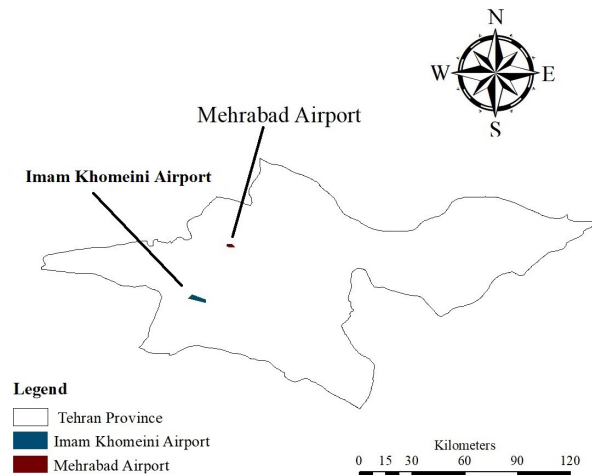 N
W E
S
Mehrabad Airport
Imam Khomeini Airport
Legend
Tehran Province
Imam Khomeini Airport
Mehrabad Airport
Kilometers
0 15 30 60 90 120